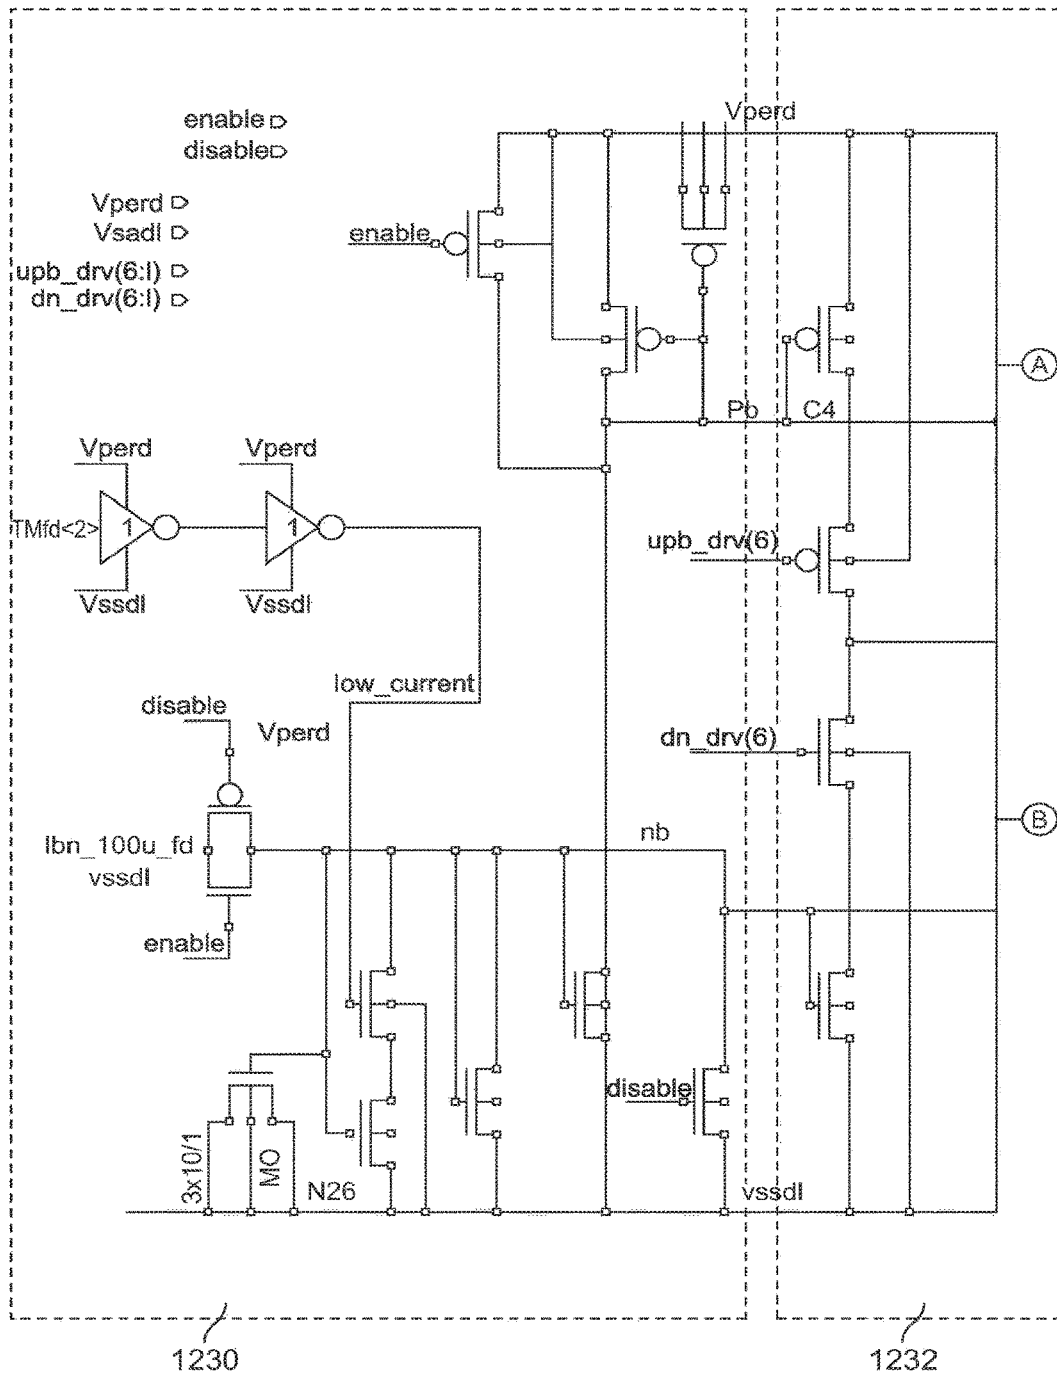 enable
disable
Vperd
Vsadl
upb_drv(6:l)
dn_drv(6:l)
Vperd
enable
A
Pb
C4
Vperd
Vperd
TMfd<2>
1
1
upb_drv(6)
Vssdl
Vssdl
low_current
disable
Vperd
dn_drv(6)
B
nb
lbn_100u_fd
vssdl
enable
disable
3x10/1
MO
N26
vssdl
1230
1232